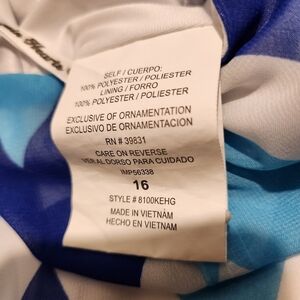 Hearts
SELF / CUERPO:
100% POLYESTER / POLIESTER
LINING / FORRO
100% POLYESTER / POLIESTER
EXCLUSIVE OF ORNAMENTATION
EXCLUSIVO DE ORNAMENTACION
RN # 39831
CARE ON REVERSE
VER AL DORSO PARA CUIDADO
IMP56338
16
STYLE # 8100KEHG
MADE IN VIETNAM
HECHO EN VIETNAM